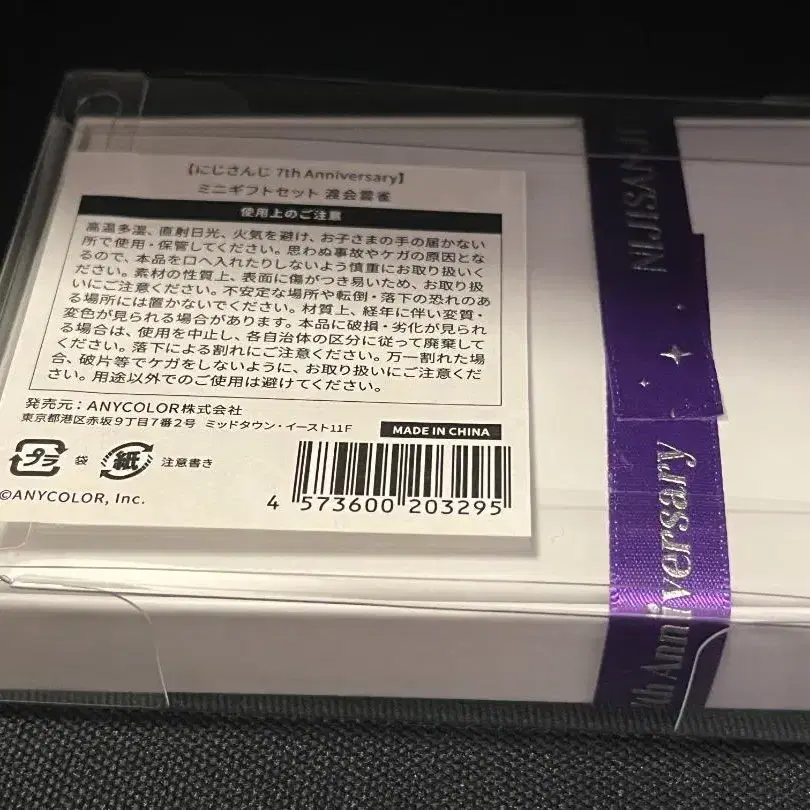 【にじさんじ 7th Anniversary】
ミニギフトセット 渡会雲雀
使用上のご注意
高温多湿、直射日光、火気を避け、お子さまの手の届かない
所で使用・保管してください。思わぬ事故やケガの原因とな
るので、本品を口へ入れたりしないよう慎重にお取り扱いく
ださい。素材の性質上、表面に傷がつき易いため、お取り扱
いにご注意ください。不安定な場所や転倒・落下の恐れのあ
る場所には置かないでください。材質上、経年に伴い変質・
変色が見られる場合があります。本品に破損・劣化が見られ
る場合は、使用を中止し、各自治体の区分に従って廃棄して
ください。落下による割れにご注意ください。万一割れた場
合、破片等でケガをしないように、お取り扱いにご注意くだ
さい。用途以外でのご使用は避けてください。
発売元：ANYCOLOR株式会社
東京都港区赤坂9丁目7番2号 ミッドタウン・イースト11F
MADE IN CHINA
プラ 袋 紙 注意書き
©ANYCOLOR, Inc.
4 573600 203295
NIJISANJI
7th Anniversary